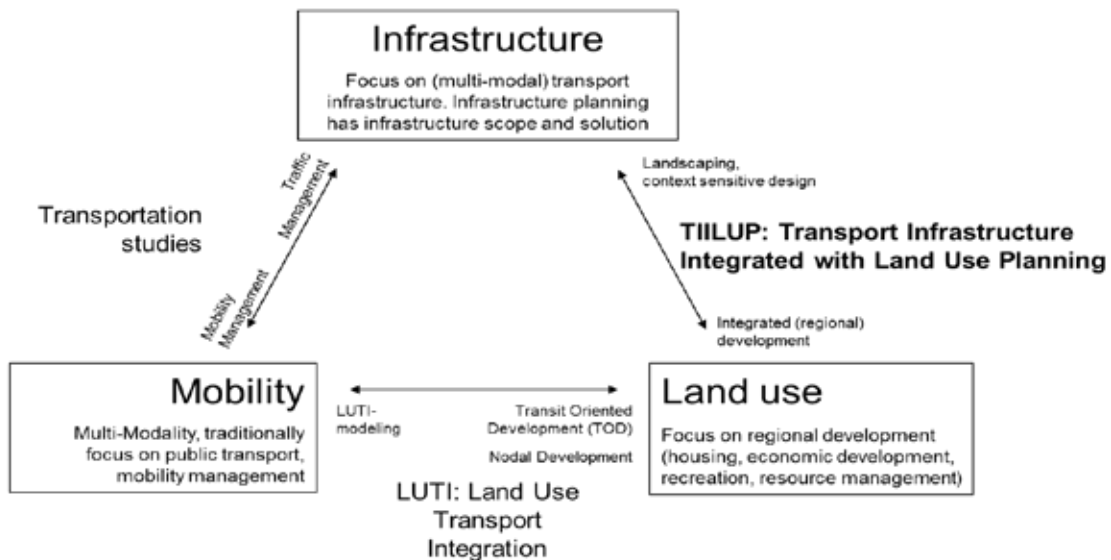 Infrastructure
Focus on (multi-modal) transport
infrastructure. Infrastructure planning
has infrastructure scope and solution
Traffic
Management
Landscaping,
context sensitive design
Transportation
studies
TIILUP: Transport Infrastructure
Integrated with Land Use Planning
Mobility
Management
Integrated (regional)
development
Mobility
Multi-Modality, traditionally
focus on public transport,
mobility management
LUTI-
modeling
Transit Oriented
Development (TOD)
Nodal Development
Land use
Focus on regional development
(housing, economic development,
recreation, resource management)
LUTI: Land Use
Transport
Integration